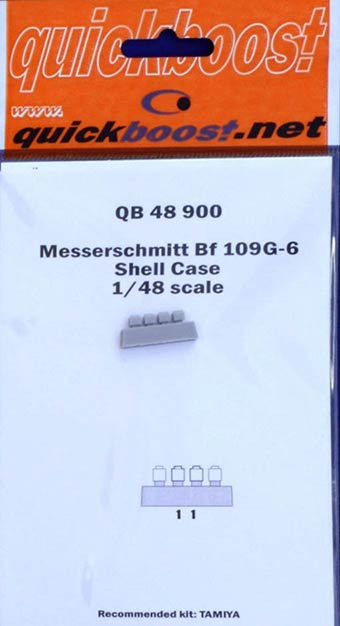 quickboost
www.
quickboost.net
QB 48 900
Messerschmitt Bf 109G-6
Shell Case
1/48 scale
1 1
Recommended kit: TAMIYA